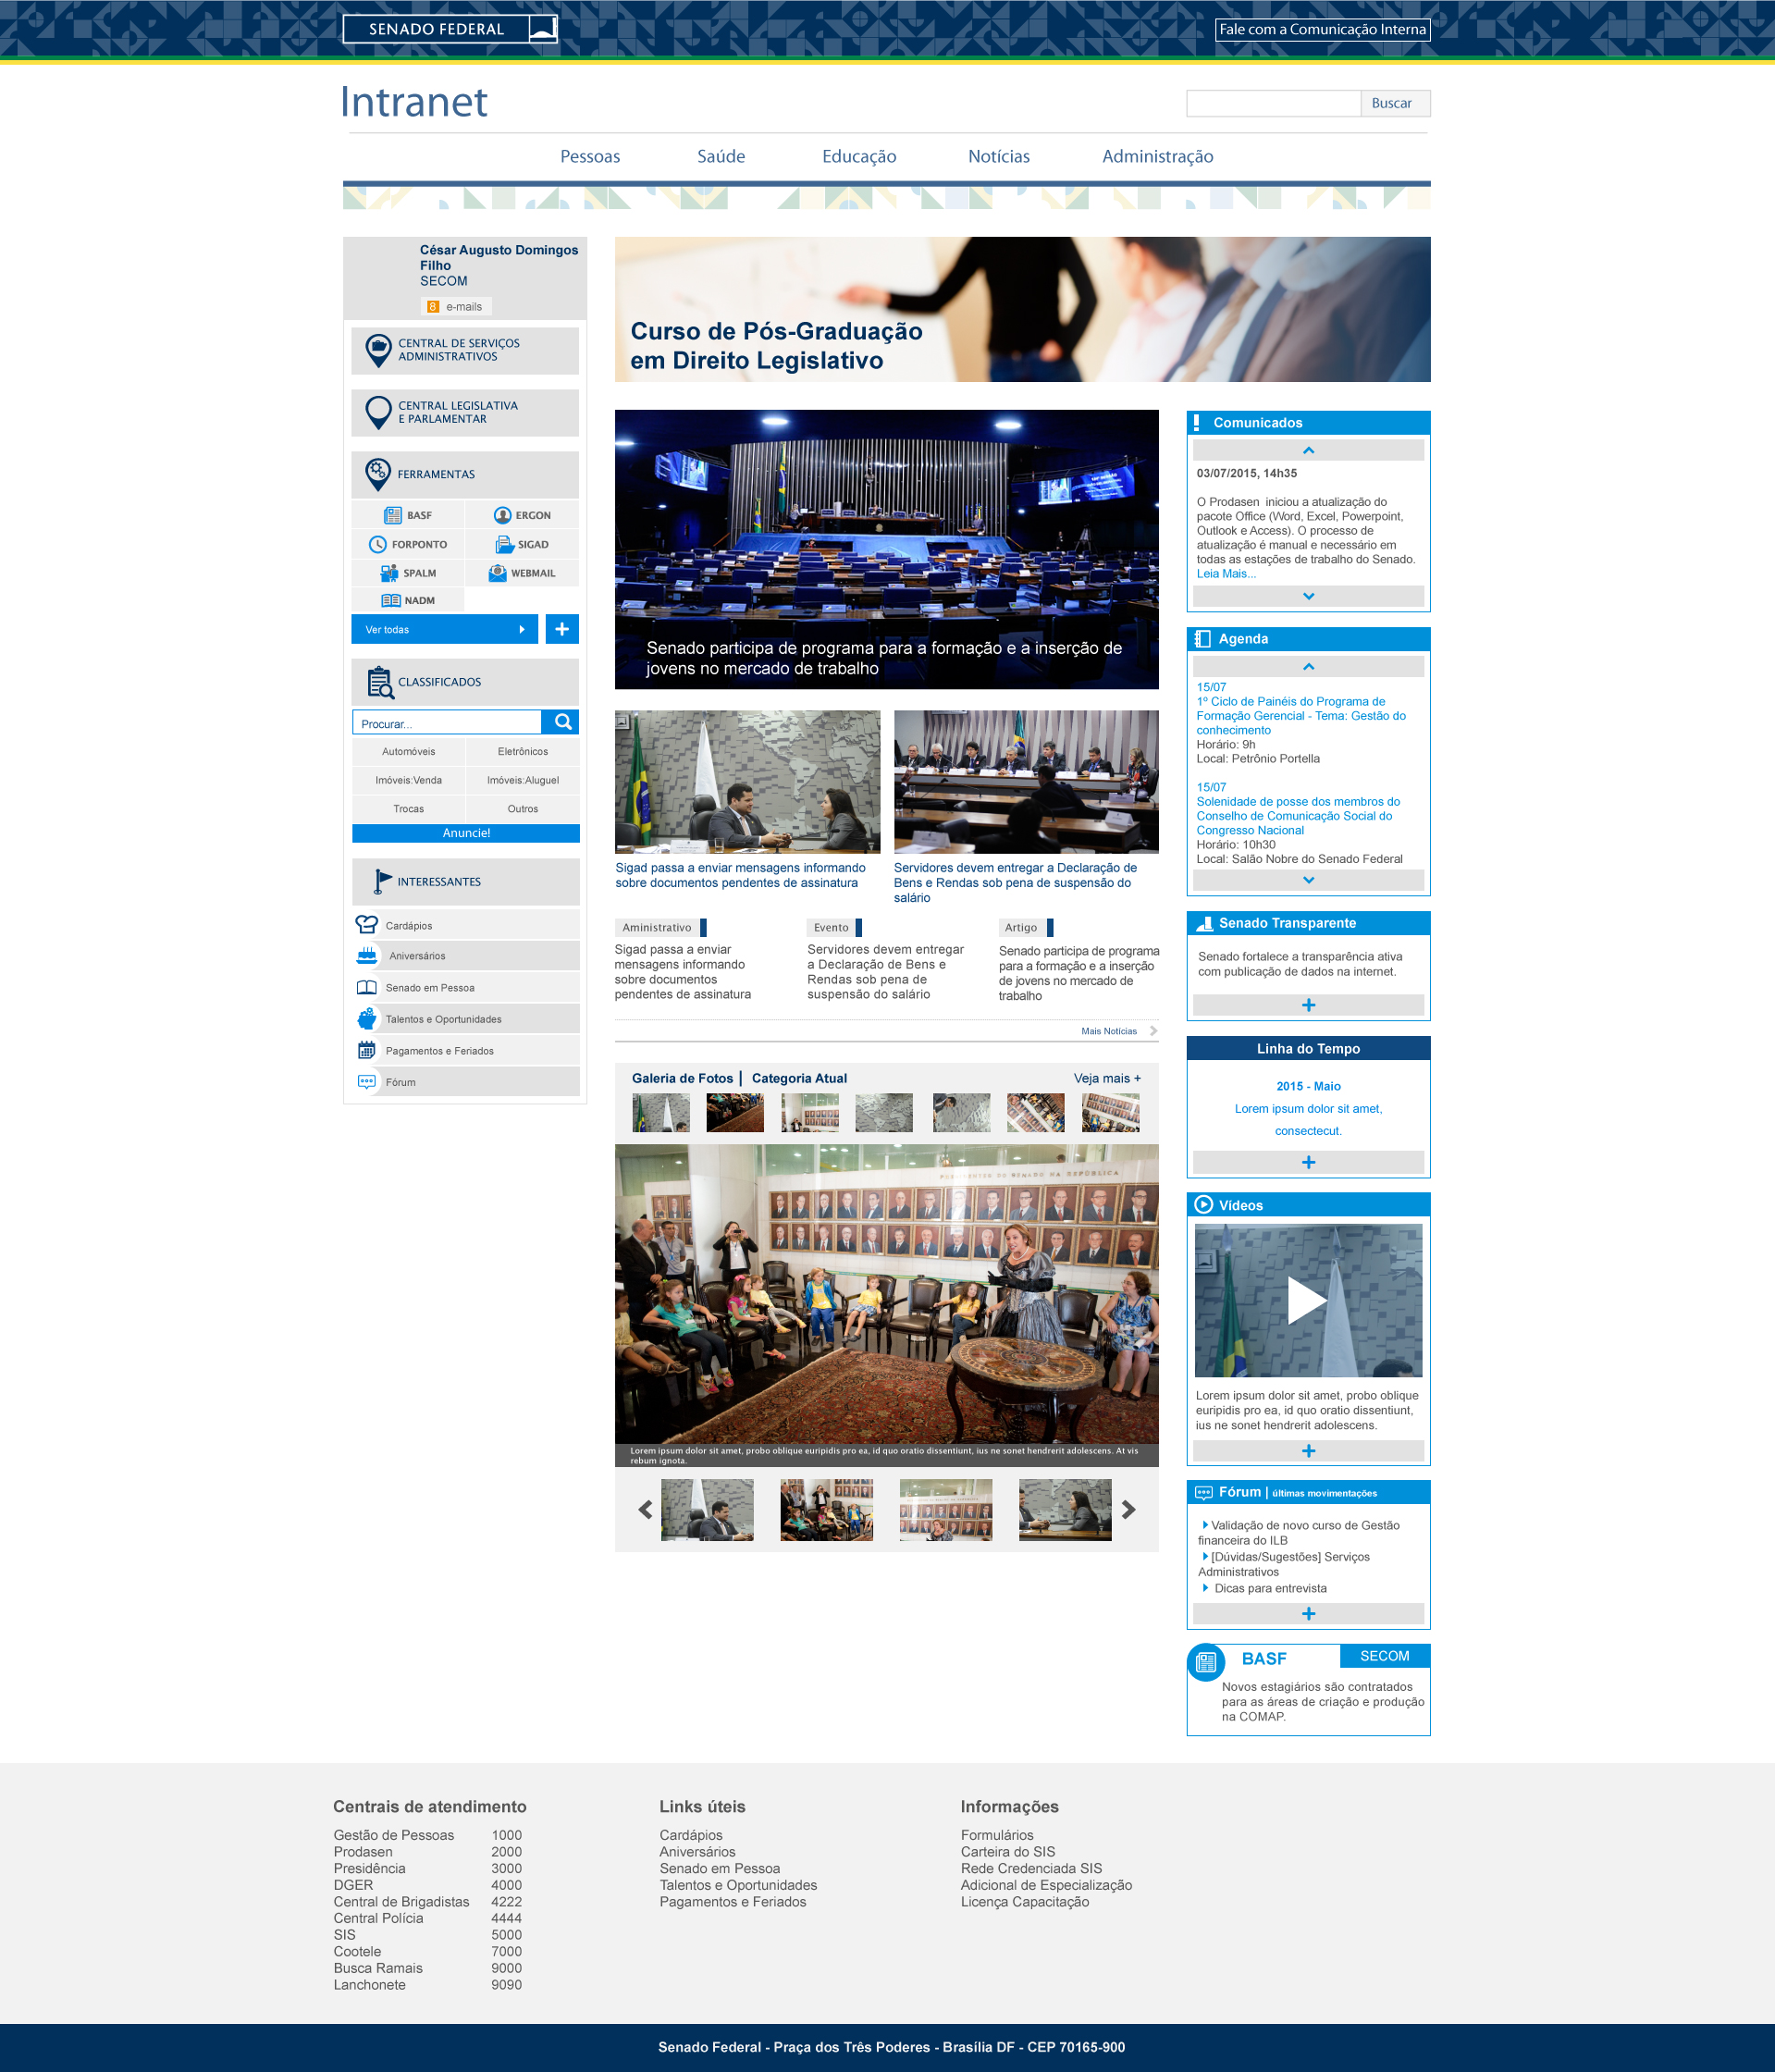 SENADO FEDERAL
Fale com a Comunicação Interna
Intranet
Buscar
Pessoas
Saúde
Educação
Notícias
Administração
César Augusto Domingos
Filho
SECOM
8 e-mails
CENTRAL DE SERVIÇOS
ADMINISTRATIVOS
CENTRAL LEGISLATIVA
E PARLAMENTAR
FERRAMENTAS
BASF
ERGON
FORPONTO
SIGAD
SPALM
WEBMAIL
NADM
Ver todas
CLASSIFICADOS
Procurar...
Automóveis
Eletrônicos
Imóveis:Venda
Imóveis:Aluguel
Trocas
Outros
Anuncie!
INTERESSANTES
Cardápios
Aniversários
Senado em Pessoa
Talentos e Oportunidades
Pagamentos e Feriados
Fórum
Curso de Pós-Graduação
em Direito Legislativo
Senado participa de programa para a formação e a inserção de
jovens no mercado de trabalho
Sigad passa a enviar mensagens informando
sobre documentos pendentes de assinatura
Servidores devem entregar a Declaração de
Bens e Rendas sob pena de suspensão do
salário
Aministrativo
Sigad passa a enviar
mensagens informando
sobre documentos
pendentes de assinatura
Evento
Servidores devem entregar
a Declaração de Bens e
Rendas sob pena de
suspensão do salário
Artigo
Senado participa de programa
para a formação e a inserção
de jovens no mercado de
trabalho
Mais Notícias
Galeria de Fotos | Categoria Atual
Veja mais +
PRESIDENTES DO SENADO NA REPÚBLICA
Lorem ipsum dolor sit amet, probo oblique euripidis pro ea, id quo oratio dissentiunt, ius ne sonet hendrerit adolescens. At vis
rebum ignota.
Comunicados
03/07/2015, 14h35
O Prodasen iniciou a atualização do
pacote Office (Word, Excel, Powerpoint,
Outlook e Access). O processo de
atualização é manual e necessário em
todas as estações de trabalho do Senado.
Leia Mais...
Agenda
15/07
1º Ciclo de Painéis do Programa de
Formação Gerencial - Tema: Gestão do
conhecimento
Horário: 9h
Local: Petrônio Portella
15/07
Solenidade de posse dos membros do
Conselho de Comunicação Social do
Congresso Nacional
Horário: 10h30
Local: Salão Nobre do Senado Federal
Senado Transparente
Senado fortalece a transparência ativa
com publicação de dados na internet.
Linha do Tempo
2015 - Maio
Lorem ipsum dolor sit amet,
consectecut.
Vídeos
Lorem ipsum dolor sit amet, probo oblique
euripidis pro ea, id quo oratio dissentiunt,
ius ne sonet hendrerit adolescens.
Fórum | últimas movimentações
Validação de novo curso de Gestão
financeira do ILB
[Dúvidas/Sugestões] Serviços
Administrativos
Dicas para entrevista
BASF
SECOM
Novos estagiários são contratados
para as áreas de criação e produção
na COMAP.
Centrais de atendimento
Gestão de Pessoas 1000
Prodasen 2000
Presidência 3000
DGER 4000
Central de Brigadistas 4222
Central Polícia 4444
SIS 5000
Cootele 7000
Busca Ramais 9000
Lanchonete 9090
Links úteis
Cardápios
Aniversários
Senado em Pessoa
Talentos e Oportunidades
Pagamentos e Feriados
Informações
Formulários
Carteira do SIS
Rede Credenciada SIS
Adicional de Especialização
Licença Capacitação
Senado Federal - Praça dos Três Poderes - Brasília DF - CEP 70165-900